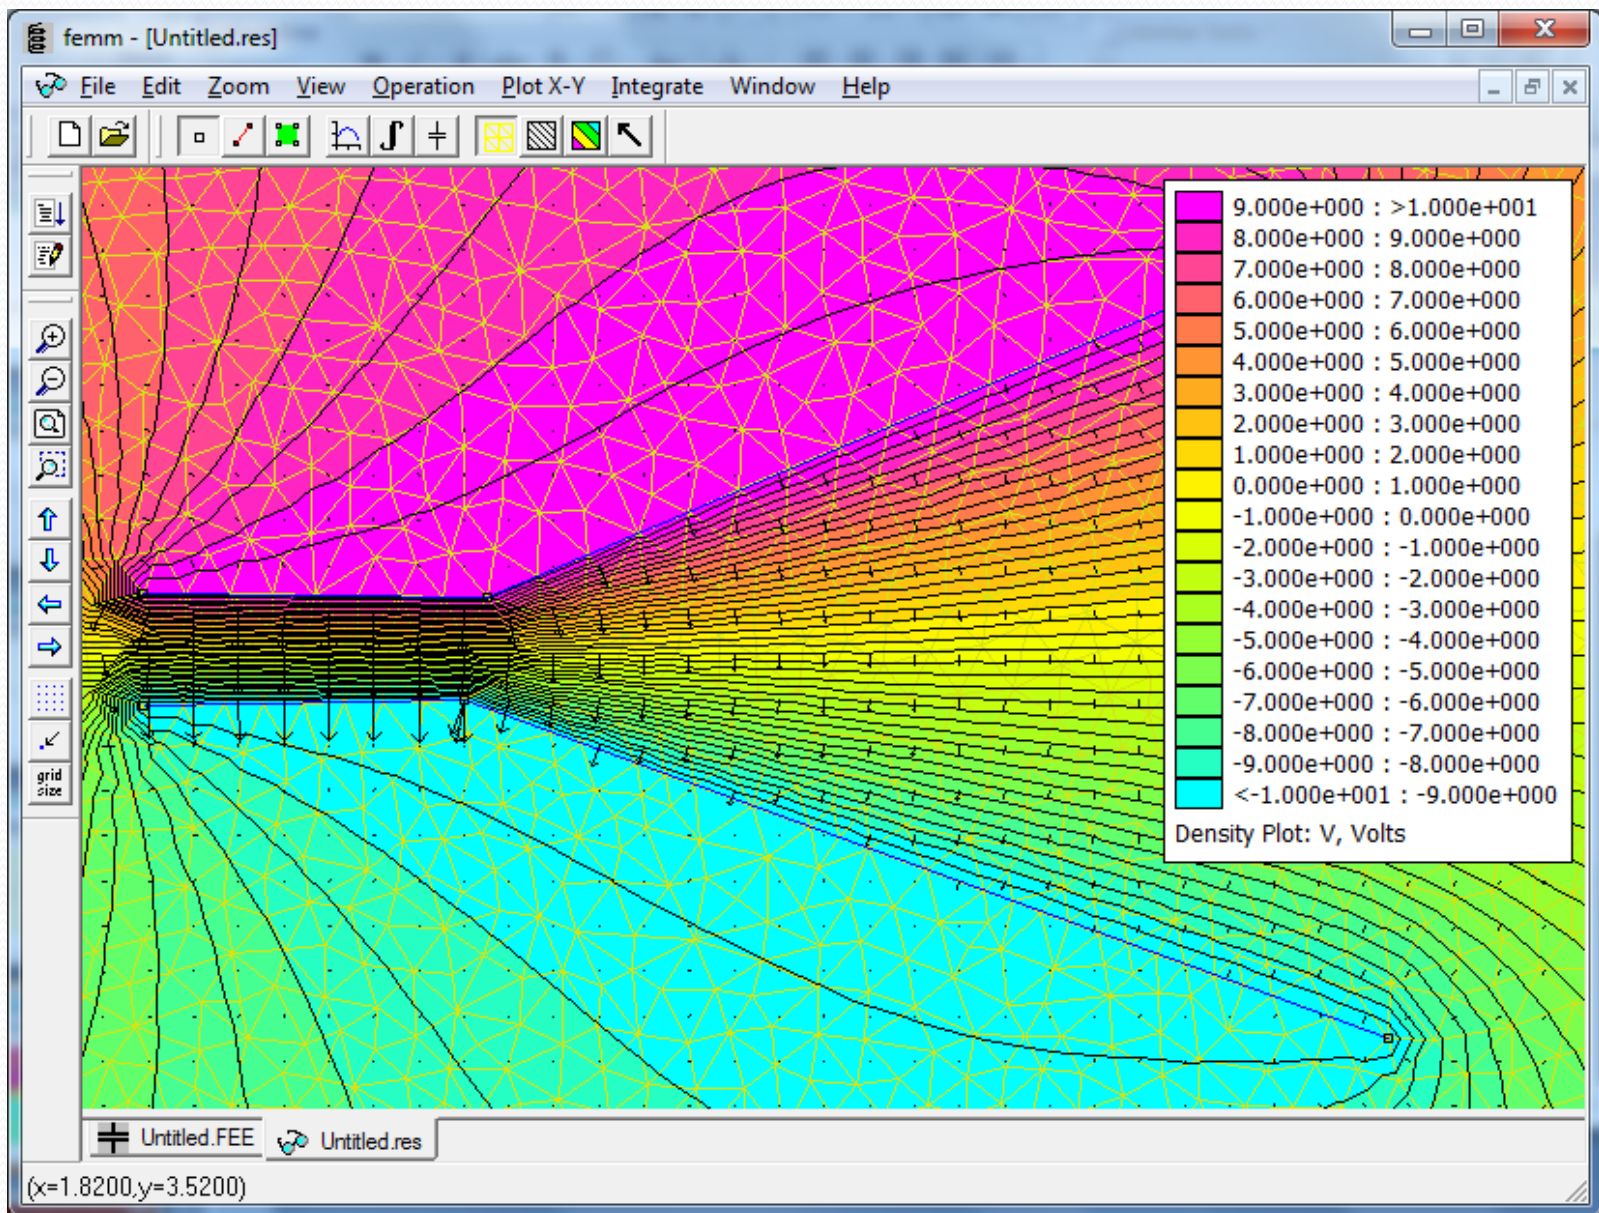 femm - [Untitled.res]
File Edit Zoom View Operation Plot X-Y Integrate Window Help
9.000e+000 : >1.000e+001
8.000e+000 : 9.000e+000
7.000e+000 : 8.000e+000
6.000e+000 : 7.000e+000
5.000e+000 : 6.000e+000
4.000e+000 : 5.000e+000
3.000e+000 : 4.000e+000
2.000e+000 : 3.000e+000
1.000e+000 : 2.000e+000
0.000e+000 : 1.000e+000
-1.000e+000 : 0.000e+000
-2.000e+000 : -1.000e+000
-3.000e+000 : -2.000e+000
-4.000e+000 : -3.000e+000
-5.000e+000 : -4.000e+000
-6.000e+000 : -5.000e+000
-7.000e+000 : -6.000e+000
-8.000e+000 : -7.000e+000
-9.000e+000 : -8.000e+000
<-1.000e+001 : -9.000e+000
Density Plot: V, Volts
grid
size
Untitled.FEE
Untitled.res
(x=1.8200,y=3.5200)